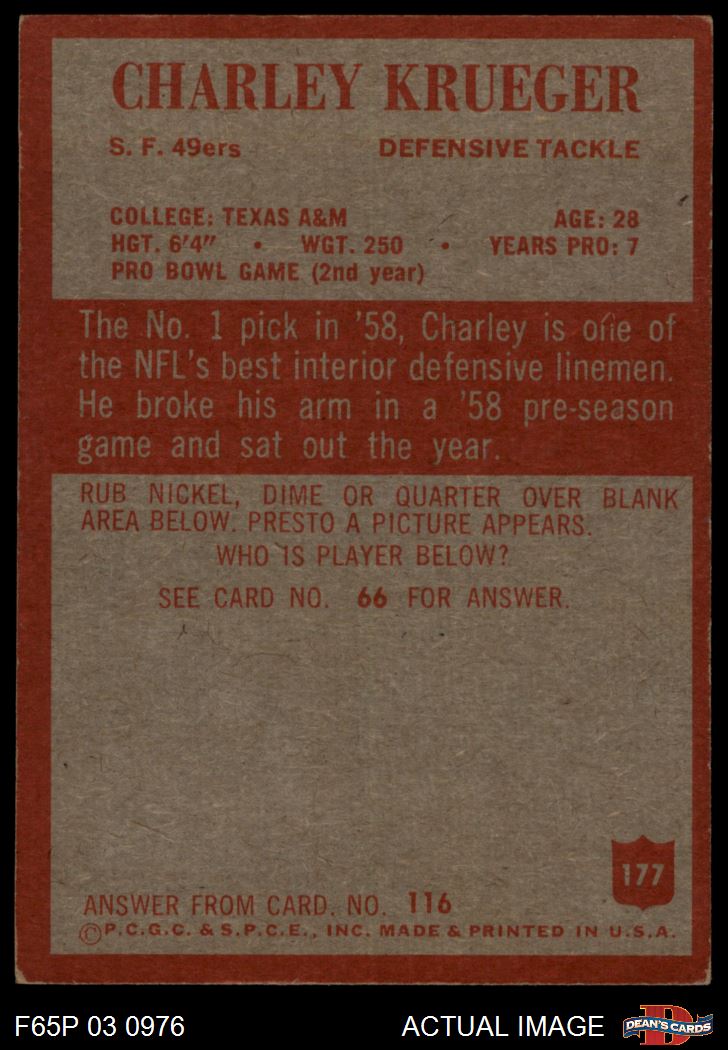 CHARLEY KRUEGER
S. F. 49ers DEFENSIVE TACKLE
COLLEGE: TEXAS A&M AGE: 28
HGT. 6'4" • WGT. 250 • YEARS PRO: 7
PRO BOWL GAME (2nd year)
The No. 1 pick in '58, Charley is one of
the NFL's best interior defensive linemen.
He broke his arm in a '58 pre-season
game and sat out the year.
RUB NICKEL, DIME OR QUARTER OVER BLANK
AREA BELOW. PRESTO A PICTURE APPEARS.
WHO IS PLAYER BELOW?
SEE CARD NO. 66 FOR ANSWER.
177
ANSWER FROM CARD. NO. 116
©P.C.G.C. & S.P.C.E., INC. MADE & PRINTED IN U.S.A.
F65P 03 0976 ACTUAL IMAGE D DEAN'S CARDS